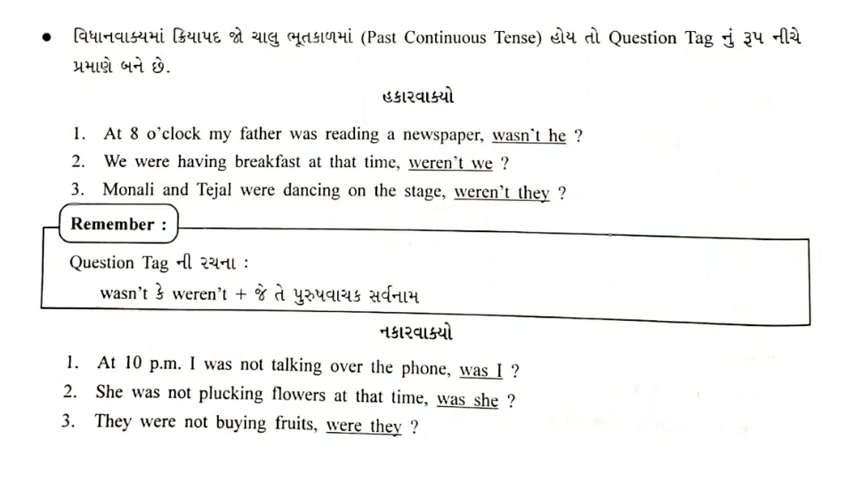 ● વિધાનવાક્યમાં ક્રિયાપદ જો ચાલુ ભૂતકાળમાં (Past Continuous Tense) હોય તો Question Tag નું રૂપ નીચે
પ્રમાણે બને છે.
હકારવાક્યો
1. At 8 o'clock my father was reading a newspaper, wasn't he ?
2. We were having breakfast at that time, weren't we ?
3. Monali and Tejal were dancing on the stage, weren't they ?
Remember :
Question Tag ની રચના :
wasn't કે weren't + જે તે પુરુષવાચક સર્વનામ
નકારવાક્યો
1. At 10 p.m. I was not talking over the phone, was I ?
2. She was not plucking flowers at that time, was she ?
3. They were not buying fruits, were they ?